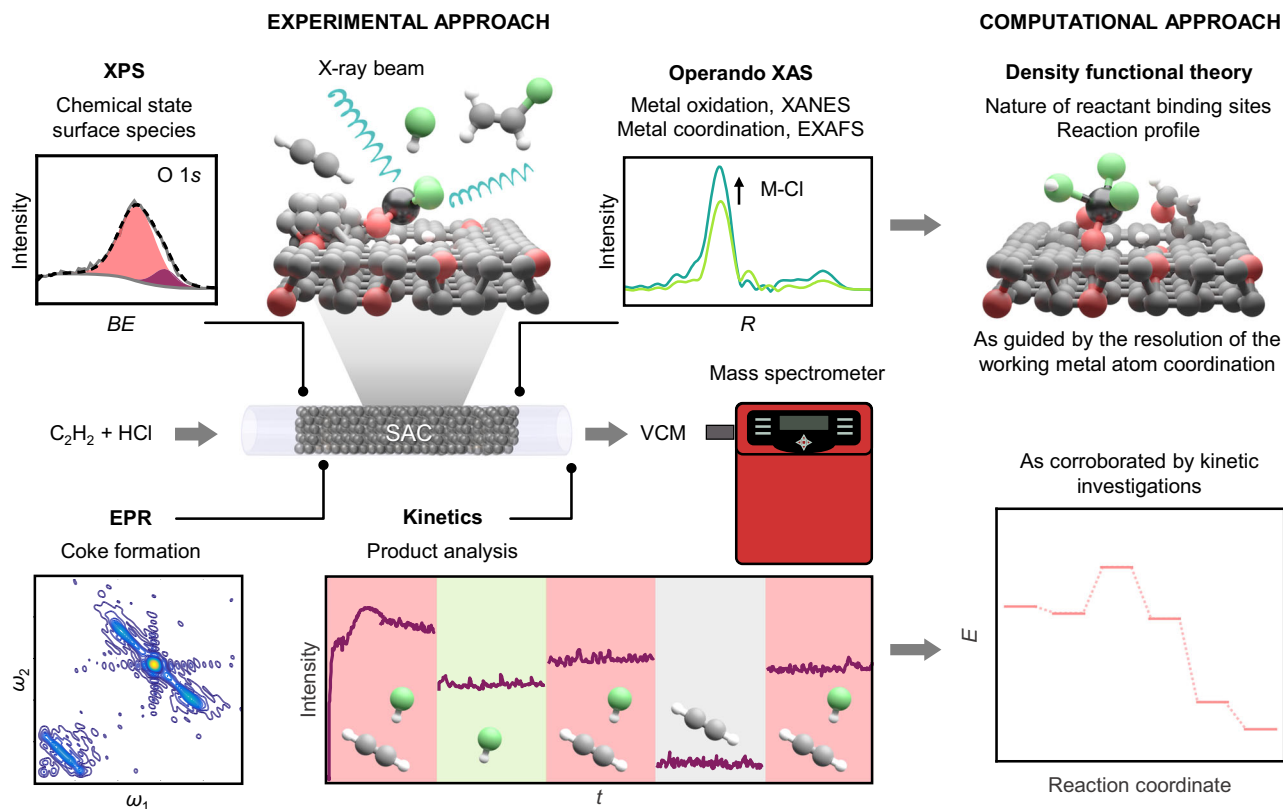 EXPERIMENTAL APPROACH
COMPUTATIONAL APPROACH
XPS
Chemical state
surface species
O 1s
Intensity
BE
X-ray beam
Operando XAS
Metal oxidation, XANES
Metal coordination, EXAFS
M-Cl
Intensity
R
Density functional theory
Nature of reactant binding sites
Reaction profile
As guided by the resolution of the
working metal atom coordination
C₂H₂ + HCl
SAC
VCM
Mass spectrometer
EPR
Coke formation
ω₂
ω₁
Kinetics
Product analysis
Intensity
t
As corroborated by kinetic
investigations
E
Reaction coordinate